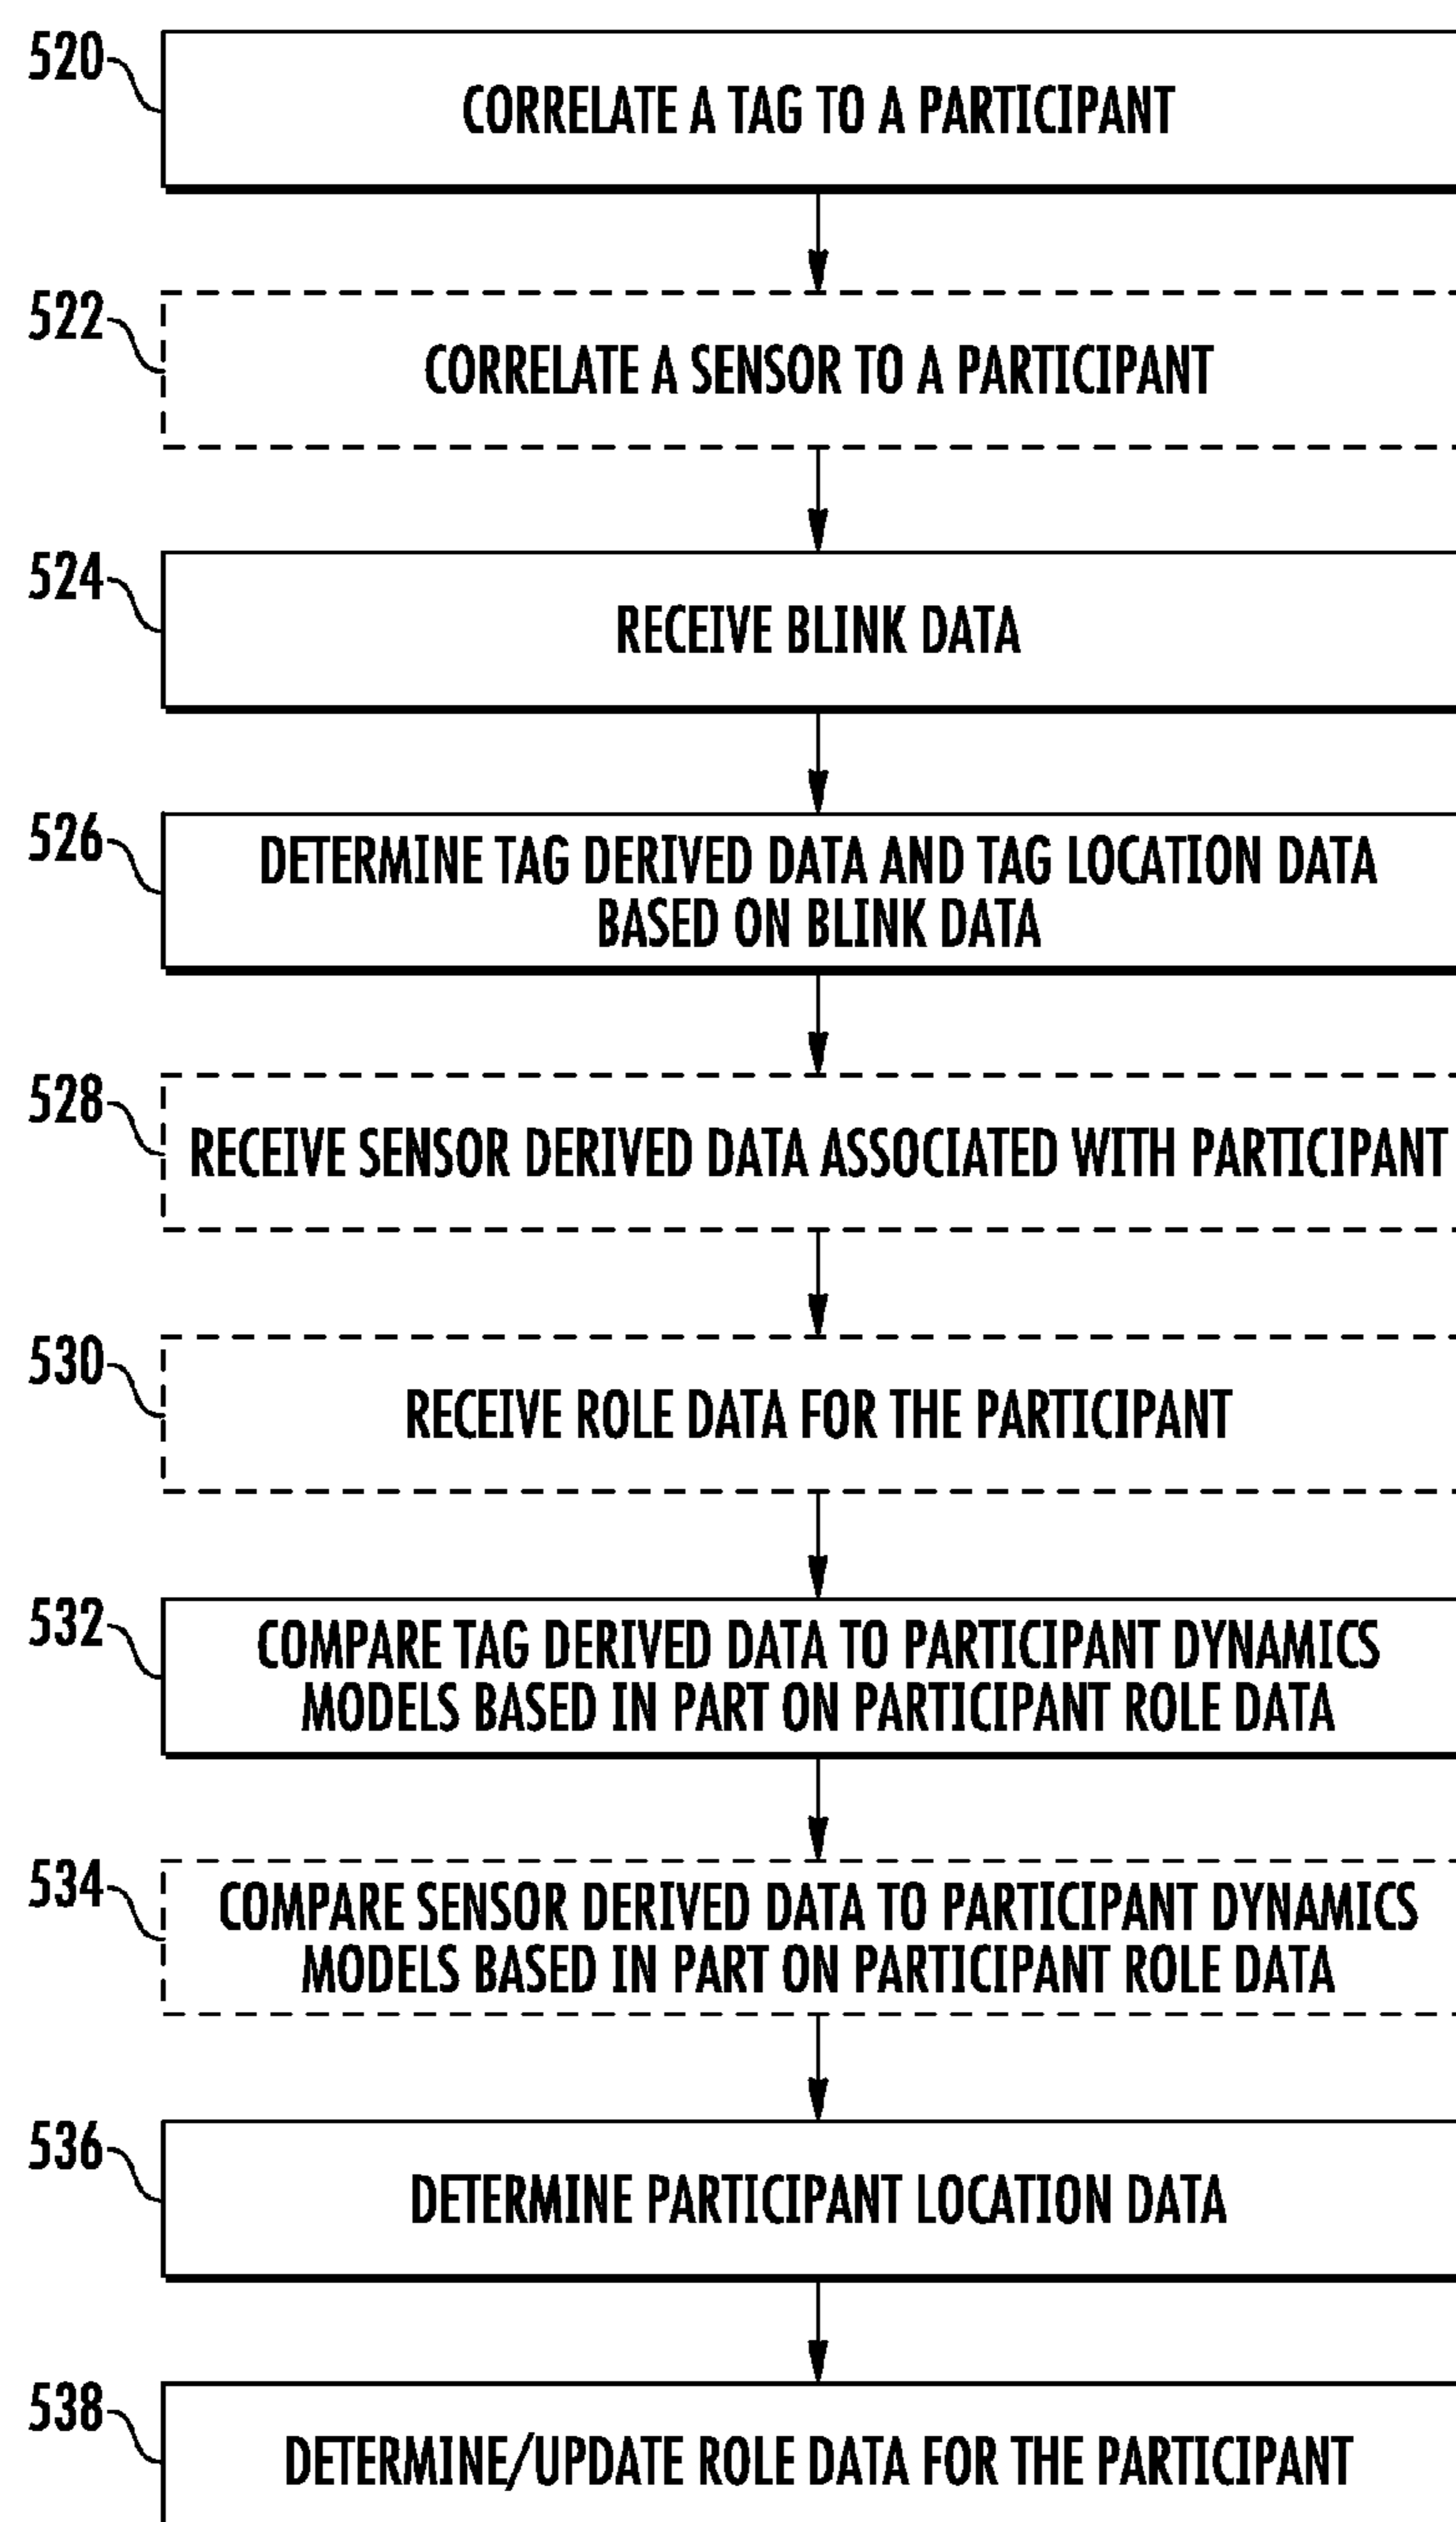 520
CORRELATE A TAG TO A PARTICIPANT
522
CORRELATE A SENSOR TO A PARTICIPANT
524
RECEIVE BLINK DATA
526
DETERMINE TAG DERIVED DATA AND TAG LOCATION DATA
BASED ON BLINK DATA
528
RECEIVE SENSOR DERIVED DATA ASSOCIATED WITH PARTICIPANT
530
RECEIVE ROLE DATA FOR THE PARTICIPANT
532
COMPARE TAG DERIVED DATA TO PARTICIPANT DYNAMICS
MODELS BASED IN PART ON PARTICIPANT ROLE DATA
534
COMPARE SENSOR DERIVED DATA TO PARTICIPANT DYNAMICS
MODELS BASED IN PART ON PARTICIPANT ROLE DATA
536
DETERMINE PARTICIPANT LOCATION DATA
538
DETERMINE/UPDATE ROLE DATA FOR THE PARTICIPANT